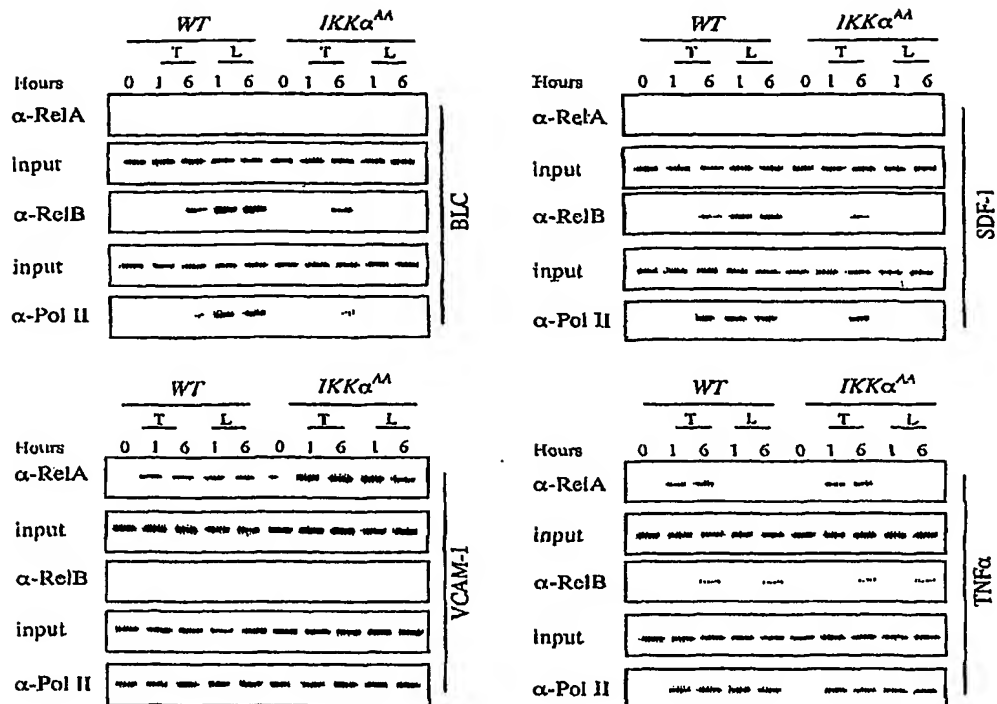 WT IKKα^AA
T L T L
Hours 0 1 6 1 6 0 1 6 1 6
α-RelA
input
α-RelB
input
α-Pol II
BLC
WT IKKα^AA
T L T L
Hours 0 1 6 1 6 0 1 6 1 6
α-RelA
input
α-RelB
input
α-Pol II
SDF-1
WT IKKα^AA
T L T L
Hours 0 1 6 1 6 0 1 6 1 6
α-RelA
input
α-RelB
input
α-Pol II
VCAM-1
WT IKKα^AA
T L T L
Hours 0 1 6 1 6 0 1 6 1 6
α-RelA
input
α-RelB
input
α-Pol II
TNFα